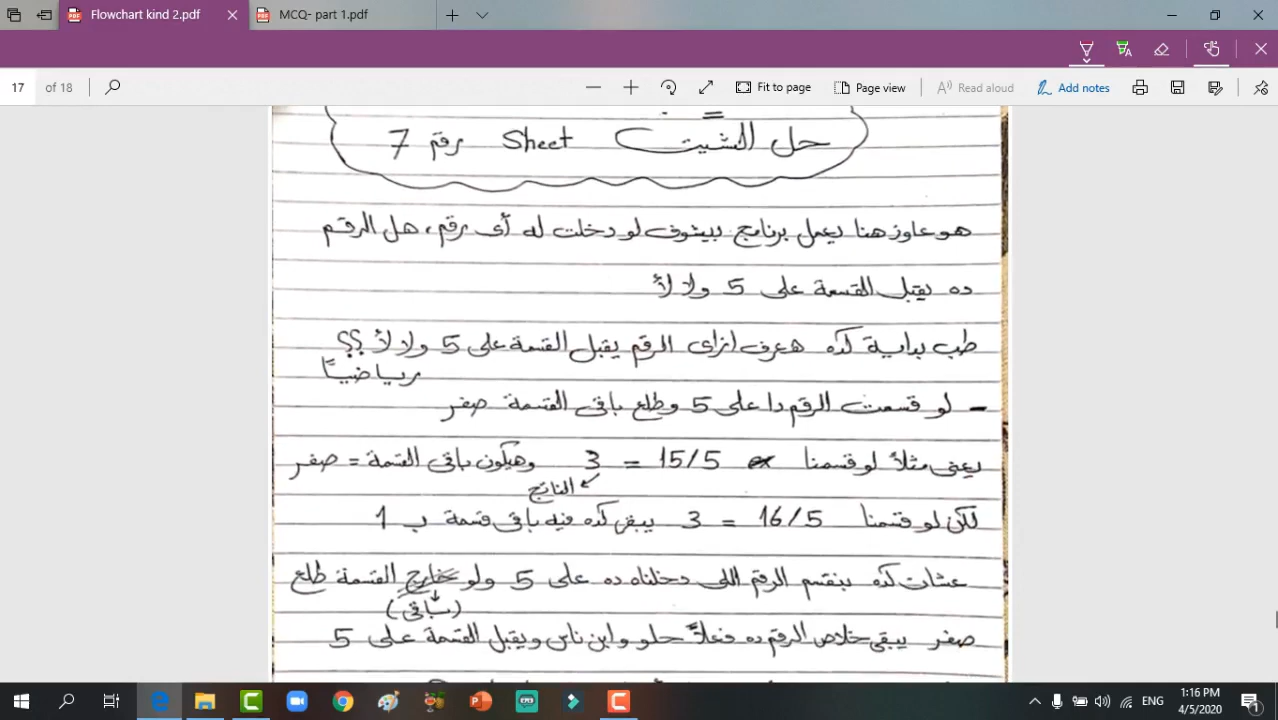 Flowchart kind 2.pdf
MCQ- part 1.pdf
17 of 18
Fit to page
Page view
Read aloud
Add notes
حل الشيت Sheet رقم 7
هو عاوز هنا يعمل برنامج بيشوف لو دخلت له أى رقم، هل الرقم
ده يقبل القسمة على 5 ولا لأ
طب بداية كده هعرف ازاى الرقم يقبل القسمة على 5 ولا لأ ؟؟
رياضياً
- لو قسمت الرقم دا على 5 وطلع باقى القسمة صفر
يعنى مثلاً لو قسمنا 15/5 = 3 وهيكون باقى القسمة = صفر
الناتج
لكن لو قسمنا 16/5 = 3 يبقى كده فيه باقى قسمة ب 1
عشان كده بنقسم الرقم اللى دخلناه ده على 5 ولو خارج القسمة طلع
(باقى)
صفر يبقى خلاص الرقم ده فعلاً حلو وابن ناس ويقبل القسمة على 5
ENG
1:16 PM
4/5/2020